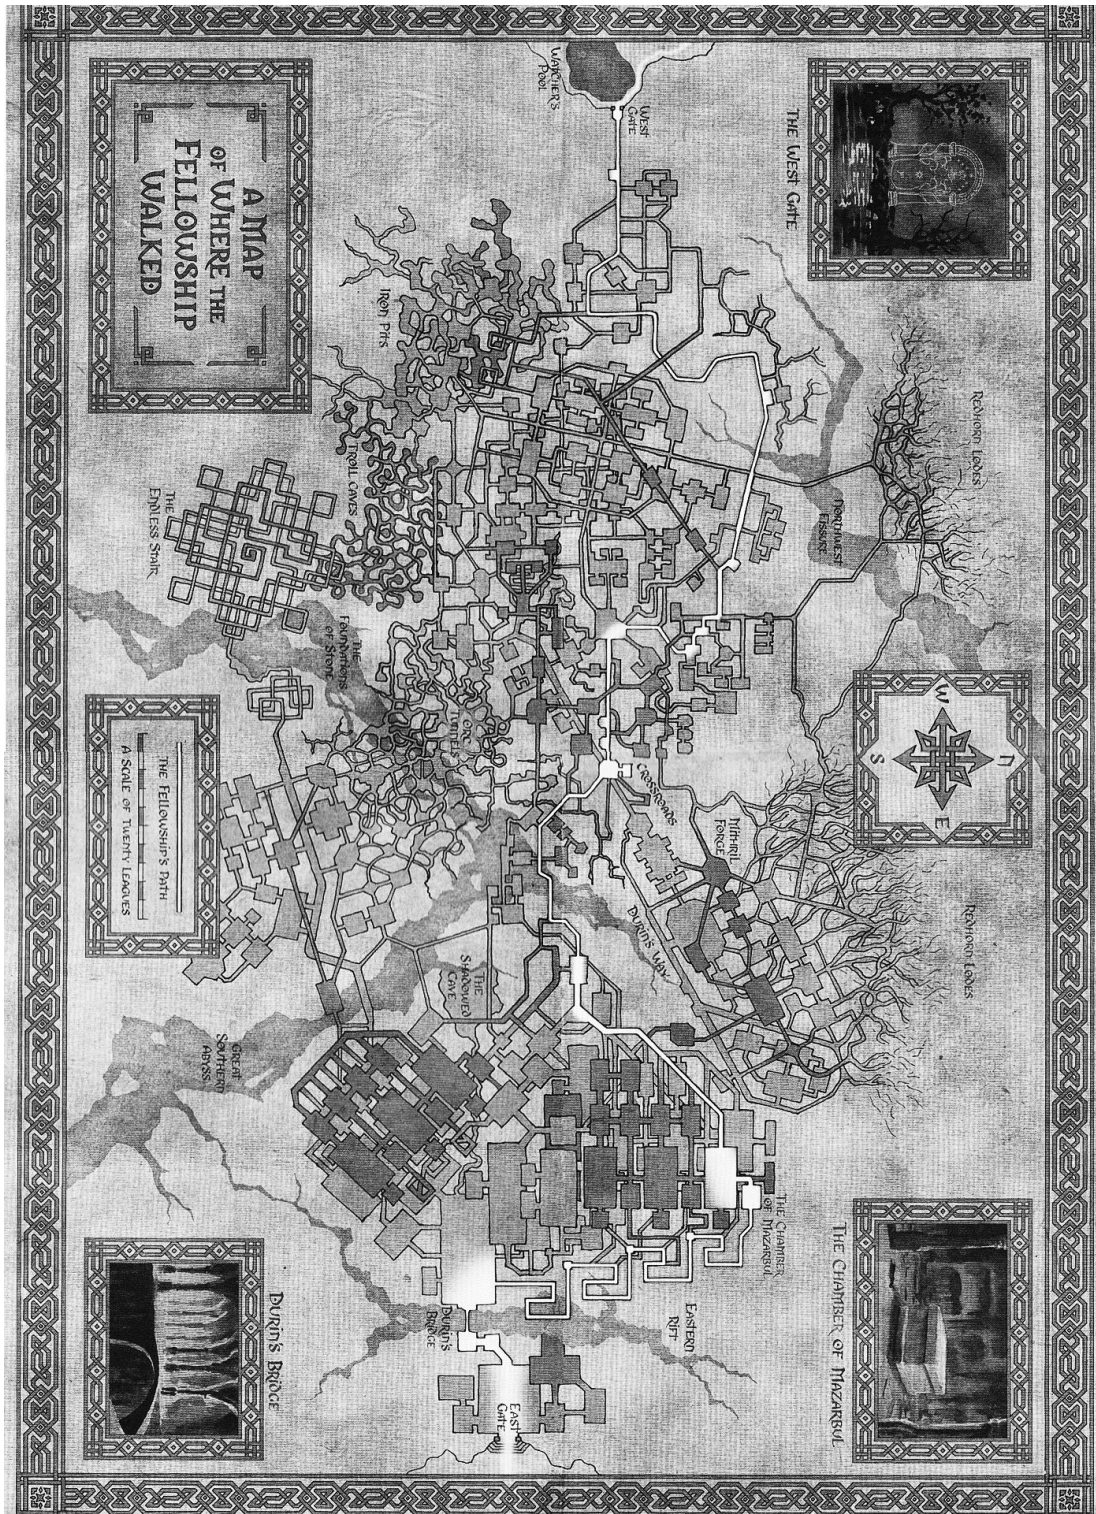 REDHORN LODES
REDHORN LODES
N
W
E
S
THE WEST GATE
THE CHAMBER OF MAZARBUL
NORTHWEST
FISSURE
THE CHAMBER
OF MAZARBUL
MITHRIL
FORGE
EASTERN
RIFT
DURIN'S WAY
CROSSROADS
WEST
GATE
WATCHER'S
POOL
EAST
GATE
THE
SHADOWED
CAVE
ORC
TUNNELS
DURIN'S
BRIDGE
IRON PITS
TROLL CAVES
THE
FOUNDATIONS
OF STONE
DURIN'S BRIDGE
A MAP
OF WHERE THE
FELLOWSHIP
WALKED
GREAT
SOUTHERN
ABYSS
THE
ENDLESS STAIR
THE FELLOWSHIP'S PATH
A SCALE OF TWENTY LEAGUES